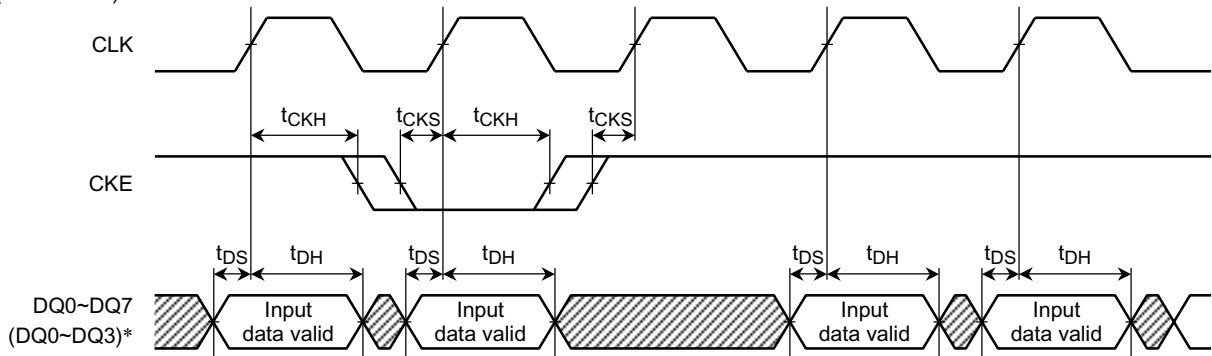 CLK
tCKH tCKS tCKH tCKS
CKE
tDS tDH tDS tDH tDS tDH tDS tDH
DQ0~DQ7
(DQ0~DQ3)*
Input
data valid
Input
data valid
Input
data valid
Input
data valid